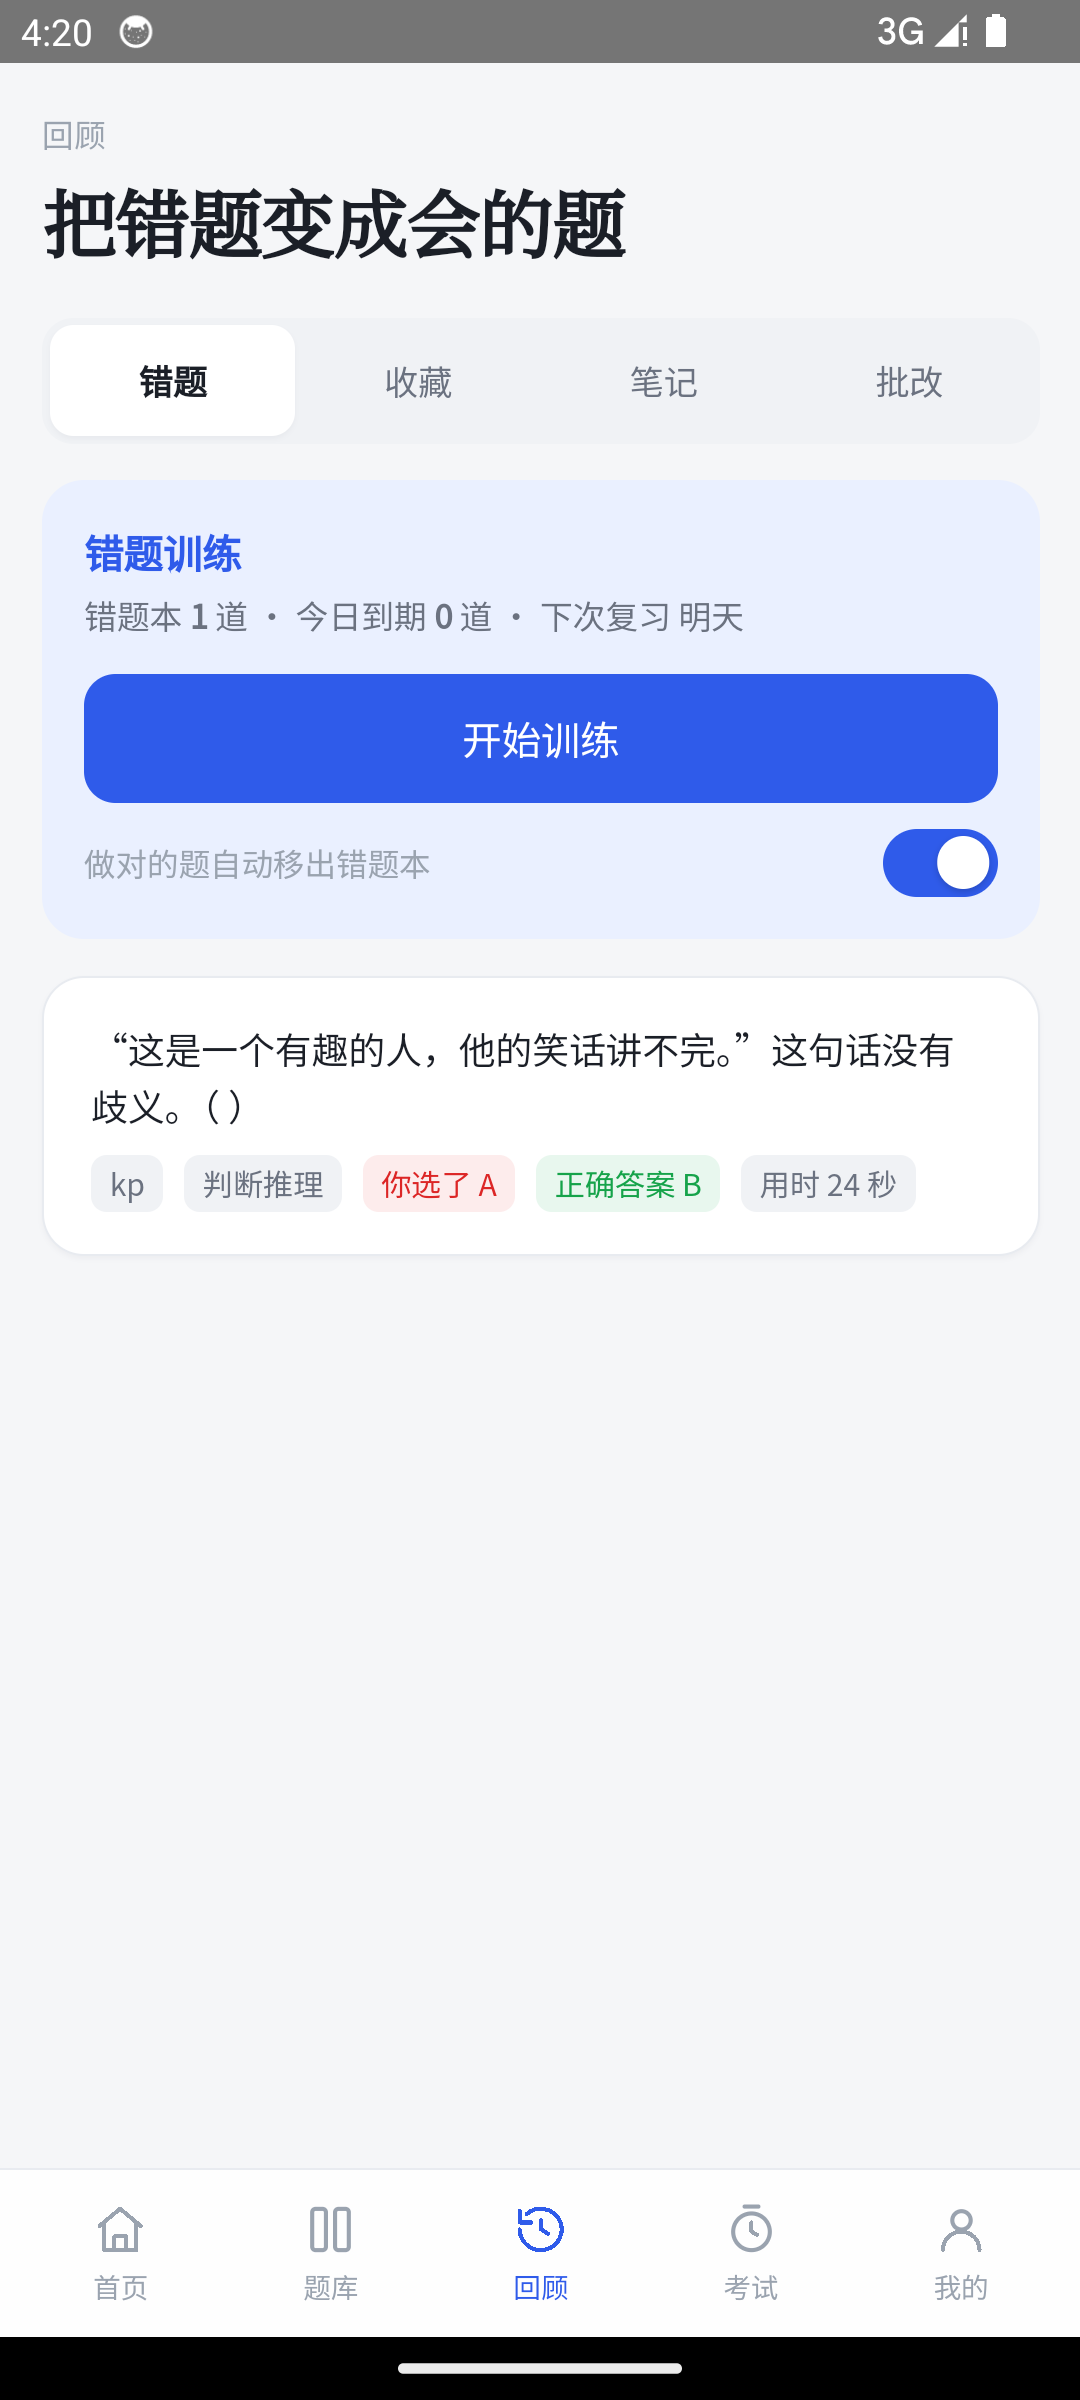 4:20
3G
回顾
把错题变成会的题
错题 收藏 笔记 批改
错题训练
错题本 1 道 · 今日到期 0 道 · 下次复习 明天
开始训练
做对的题自动移出错题本
“这是一个有趣的人，他的笑话讲不完。”这句话没有
歧义。（ ）
kp 判断推理 你选了 A 正确答案 B 用时 24 秒
首页 题库 回顾 考试 我的